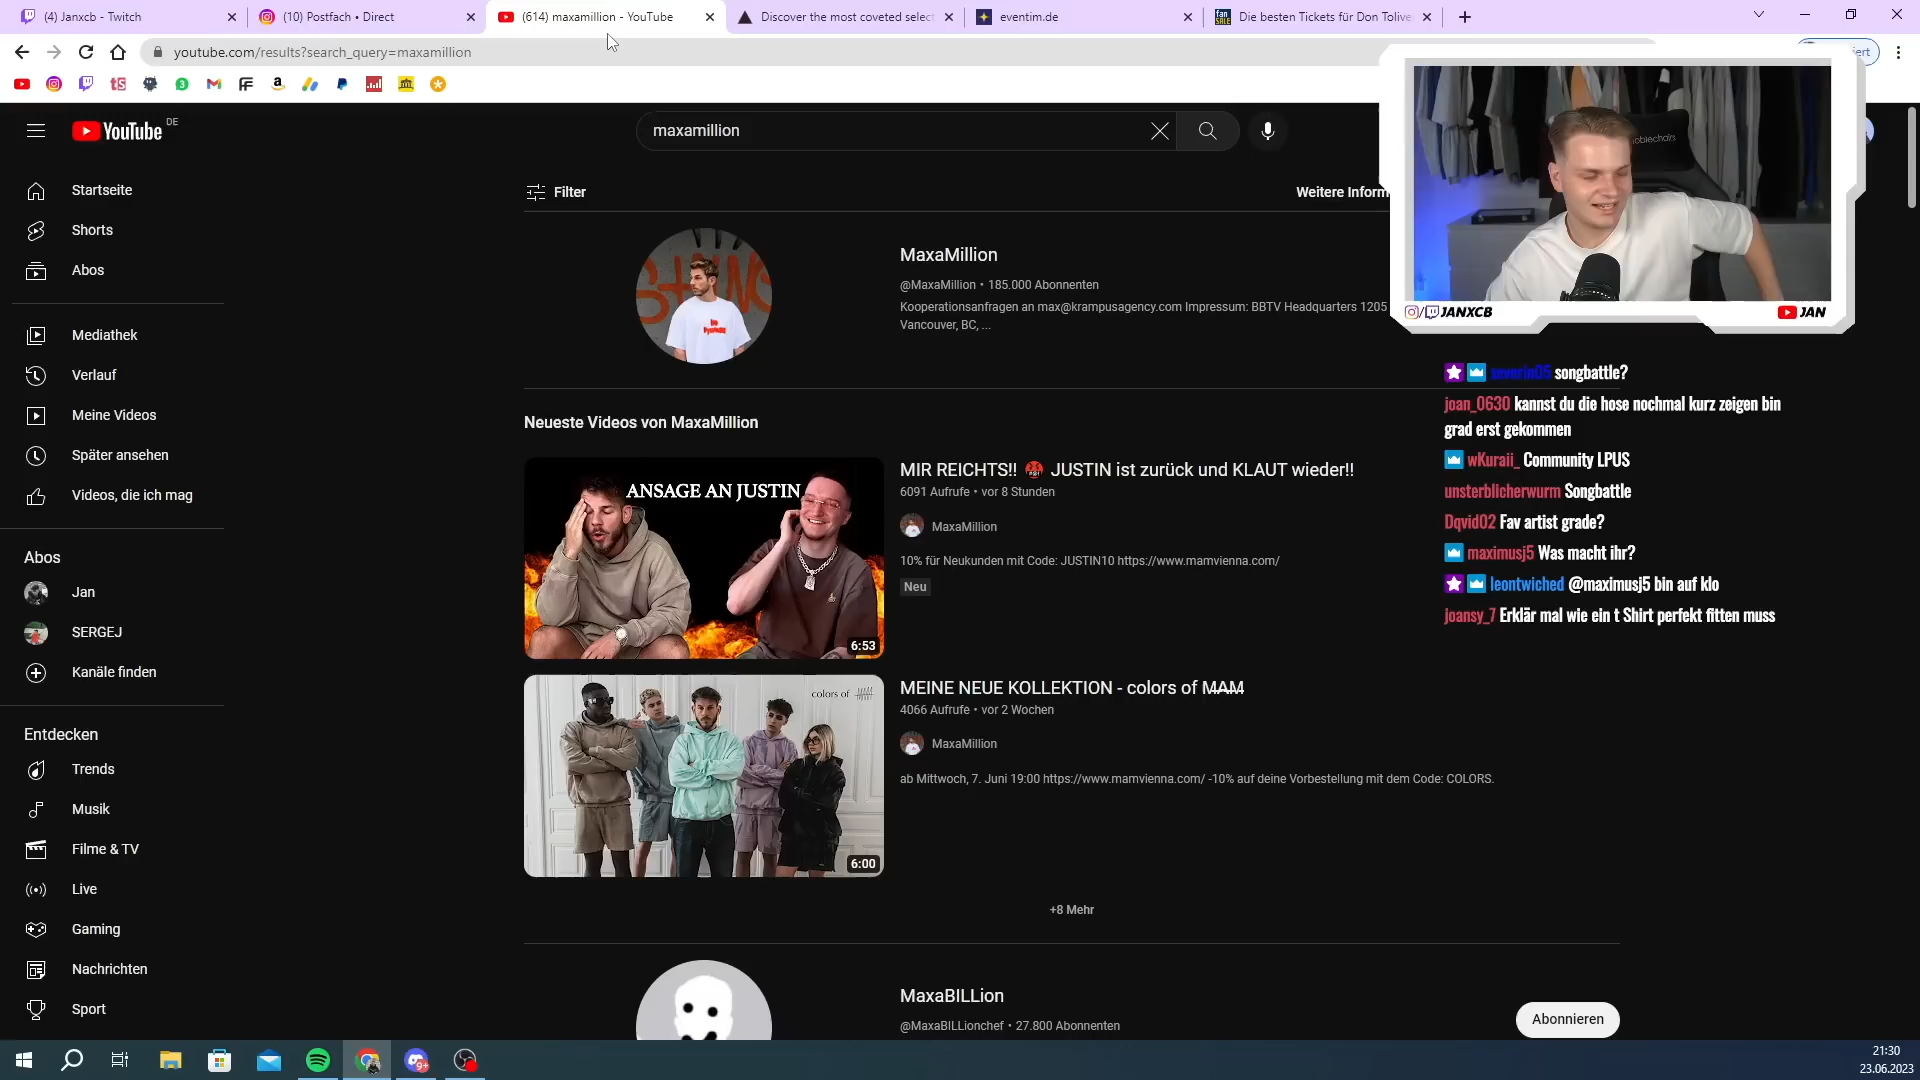 (4) Janxcb - Twitch
(10) Postfach • Direct
(614) maxamillion - YouTube
Discover the most coveted select
eventim.de
Die besten Tickets für Don Tolive
youtube.com/results?search_query=maxamillion
YouTube DE
maxamillion
Filter
Weitere Inform
Startseite
Shorts
Abos
Mediathek
Verlauf
Meine Videos
Später ansehen
Videos, die ich mag
Abos
Jan
SERGEJ
Kanäle finden
Entdecken
Trends
Musik
Filme & TV
Live
Gaming
Nachrichten
Sport
MaxaMillion
@MaxaMillion • 185.000 Abonnenten
Kooperationsanfragen an max@krampusagency.com Impressum: BBTV Headquarters 1205
Vancouver, BC, ...
Neueste Videos von MaxaMillion
ANSAGE AN JUSTIN
6:53
MIR REICHTS!! JUSTIN ist zurück und KLAUT wieder!!
6091 Aufrufe • vor 8 Stunden
MaxaMillion
10% für Neukunden mit Code: JUSTIN10 https://www.mamvienna.com/
Neu
colors of
6:00
MEINE NEUE KOLLEKTION - colors of MAM
4066 Aufrufe • vor 2 Wochen
MaxaMillion
ab Mittwoch, 7. Juni 19:00 https://www.mamvienna.com/ -10% auf deine Vorbestellung mit dem Code: COLORS.
+8 Mehr
MaxaBILLion
@MaxaBILLionchef • 27.800 Abonnenten
Abonnieren
JANXCB
JAN
severin05 songbattle?
joan_0630 kannst du die hose nochmal kurz zeigen bin
grad erst gekommen
wKuraii_ Community LPUS
unsterblicherwurm Songbattle
Dqvid02 Fav artist grade?
maximusj5 Was macht ihr?
leontwiched @maximusj5 bin auf klo
joansy_7 Erklär mal wie ein t Shirt perfekt fitten muss
21:30
23.06.2023